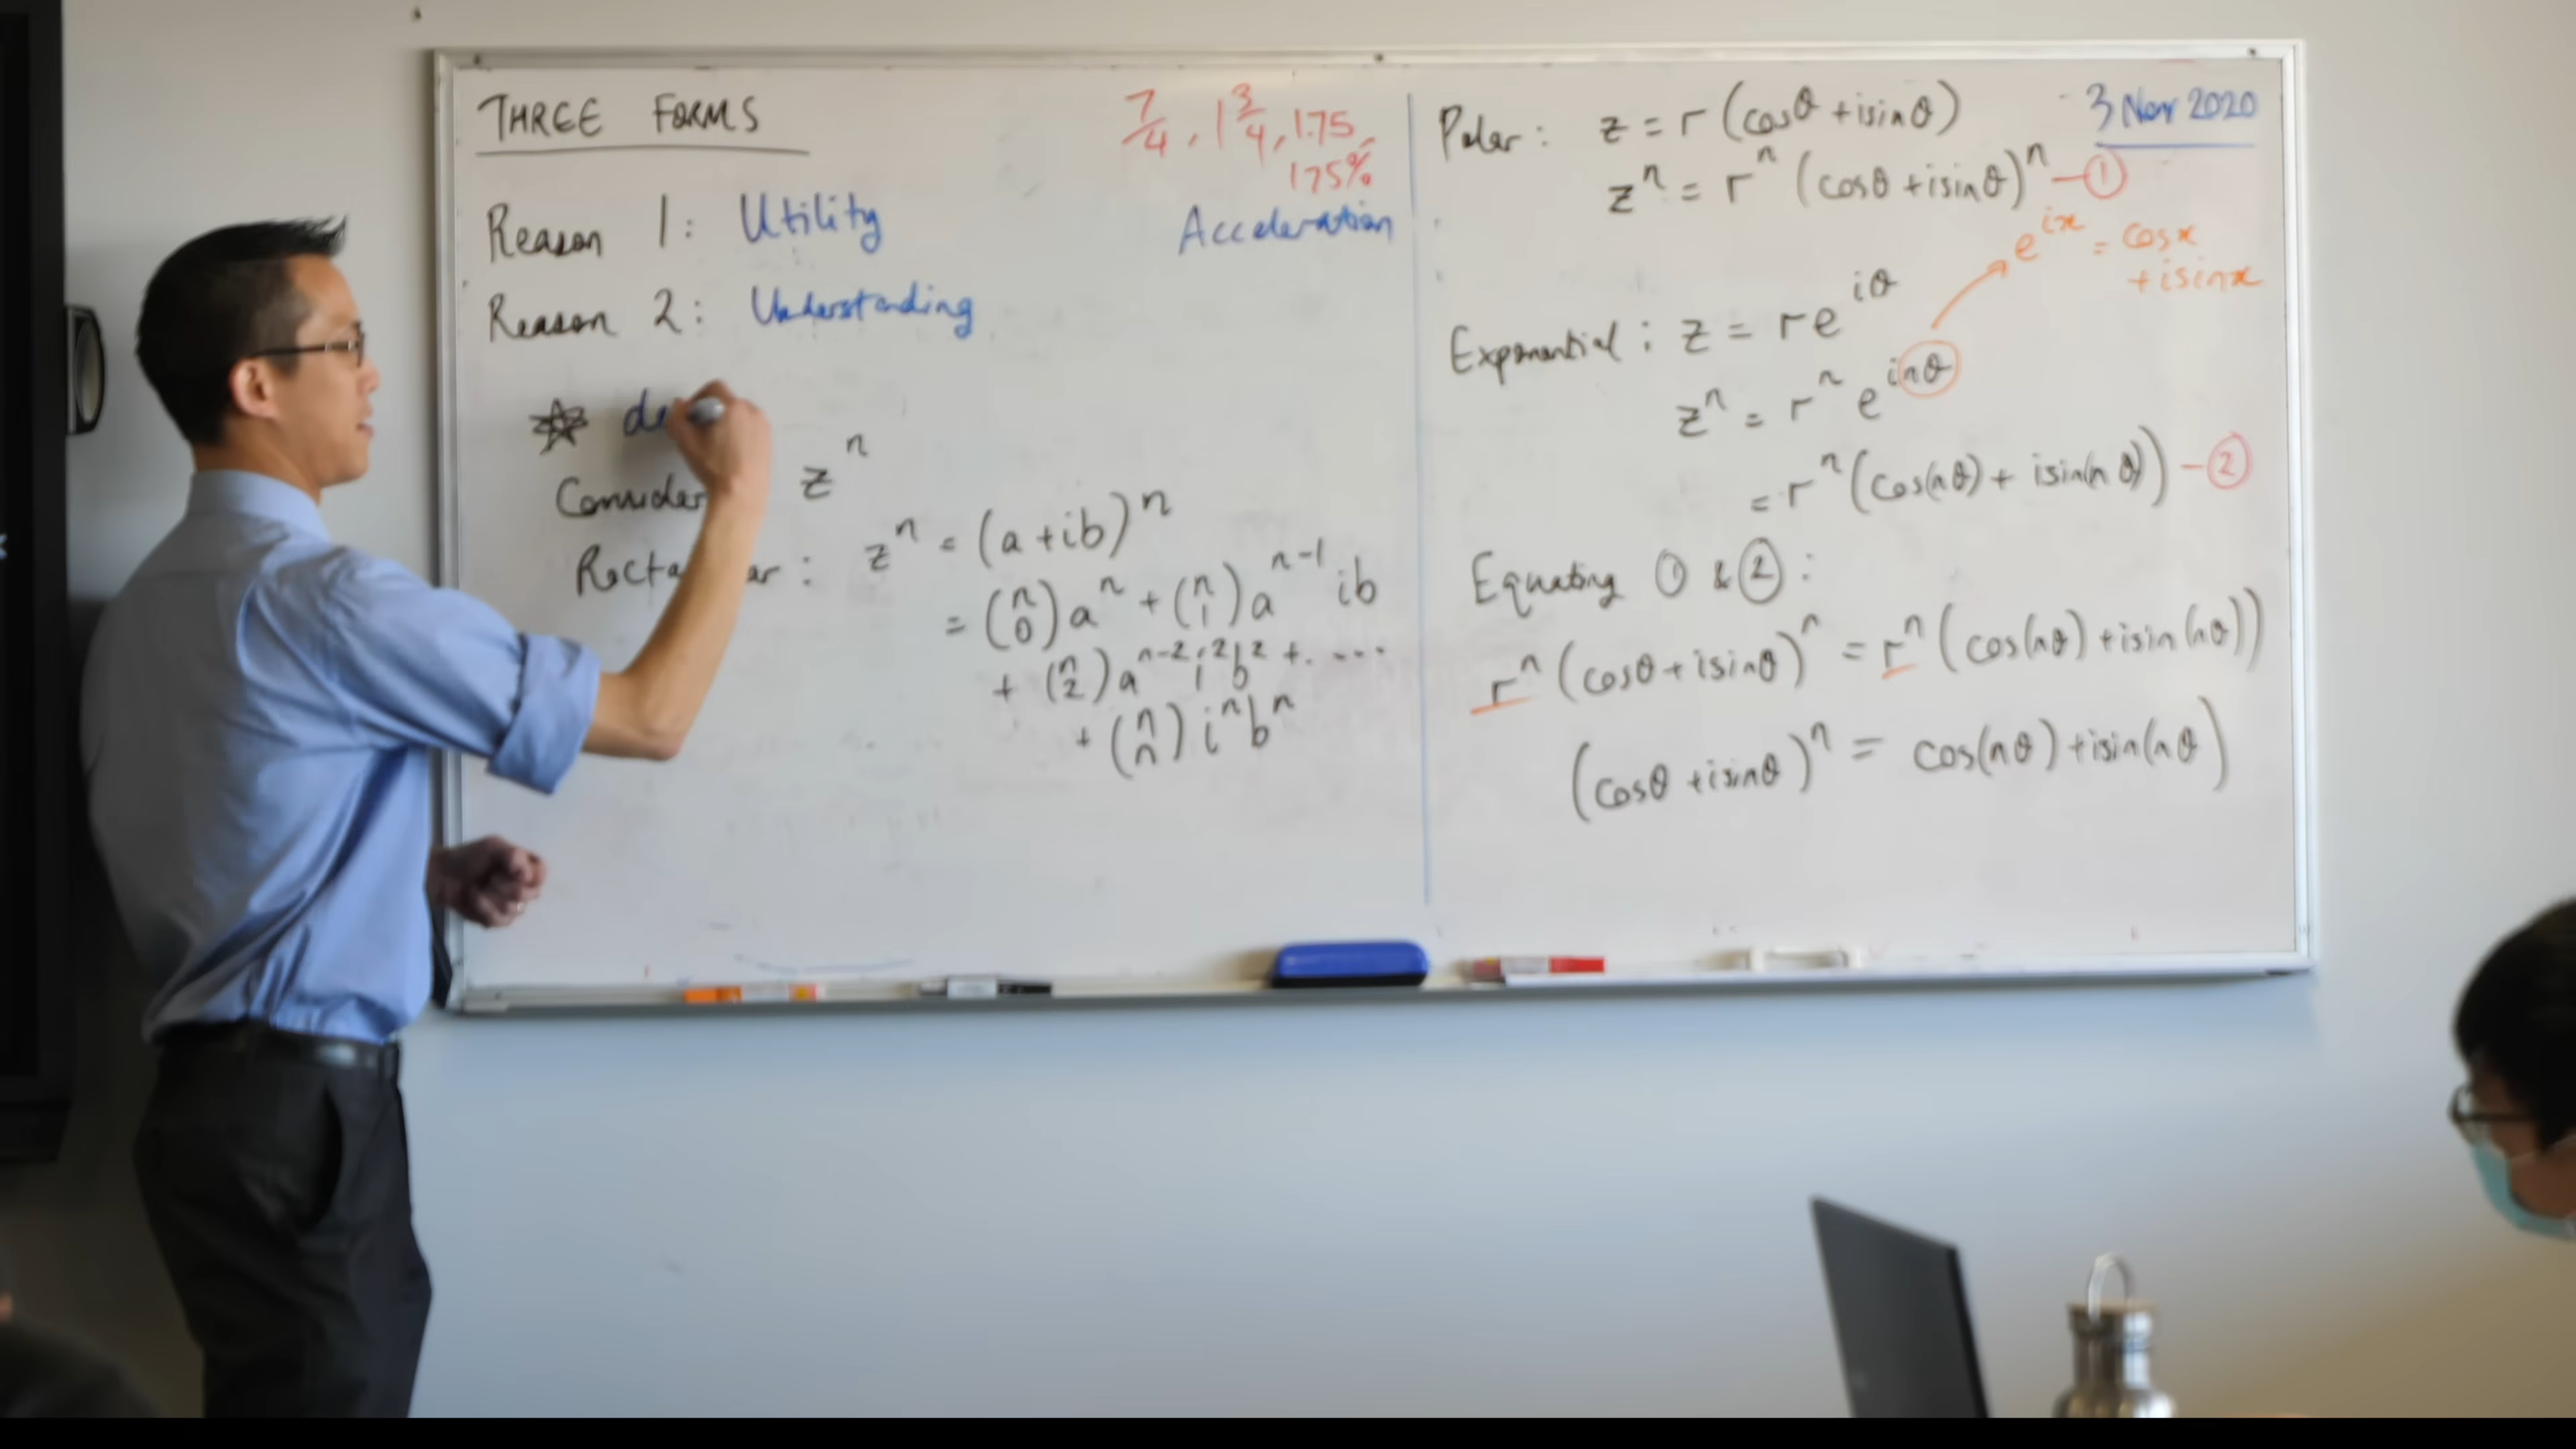 THREE FORMS
7/4, 1 3/4, 1.75,
175%
Reason 1: Utility
Acceleration
Reason 2: Understanding
Consider z^n
z^n = (a+ib)^n
= (n 0) a^n + (n 1) a^{n-1} ib
+ (n 2) a^{n-2} i^2 b^2 + ....
+ (n n) i^n b^n
Polar: z = r (cosθ + isinθ)
3 Nov 2020
z^n = r^n (cosθ + isinθ)^n — ①
e^{ix} = cosx
+ isinx
Exponential: z = re^{iθ}
z^n = r^n e^{inθ}
= r^n (cos(nθ) + isin(nθ)) — ②
Equating ① & ②:
r^n (cosθ + isinθ)^n = r^n (cos(nθ) + isin(nθ))
(cosθ + isinθ)^n = cos(nθ) + isin(nθ)